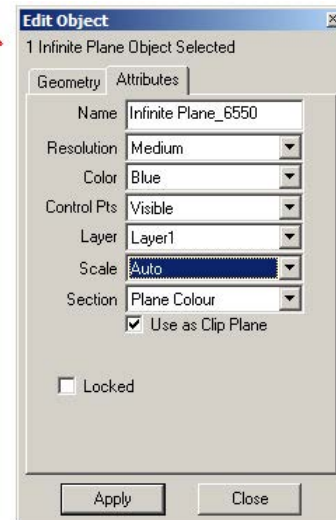 Edit Object
1 Infinite Plane Object Selected
Geometry Attributes
Name Infinite Plane_6550
Resolution Medium
Color Blue
Control Pts Visible
Layer Layer1
Scale Auto
Section Plane Colour
Use as Clip Plane
Locked
Apply Close